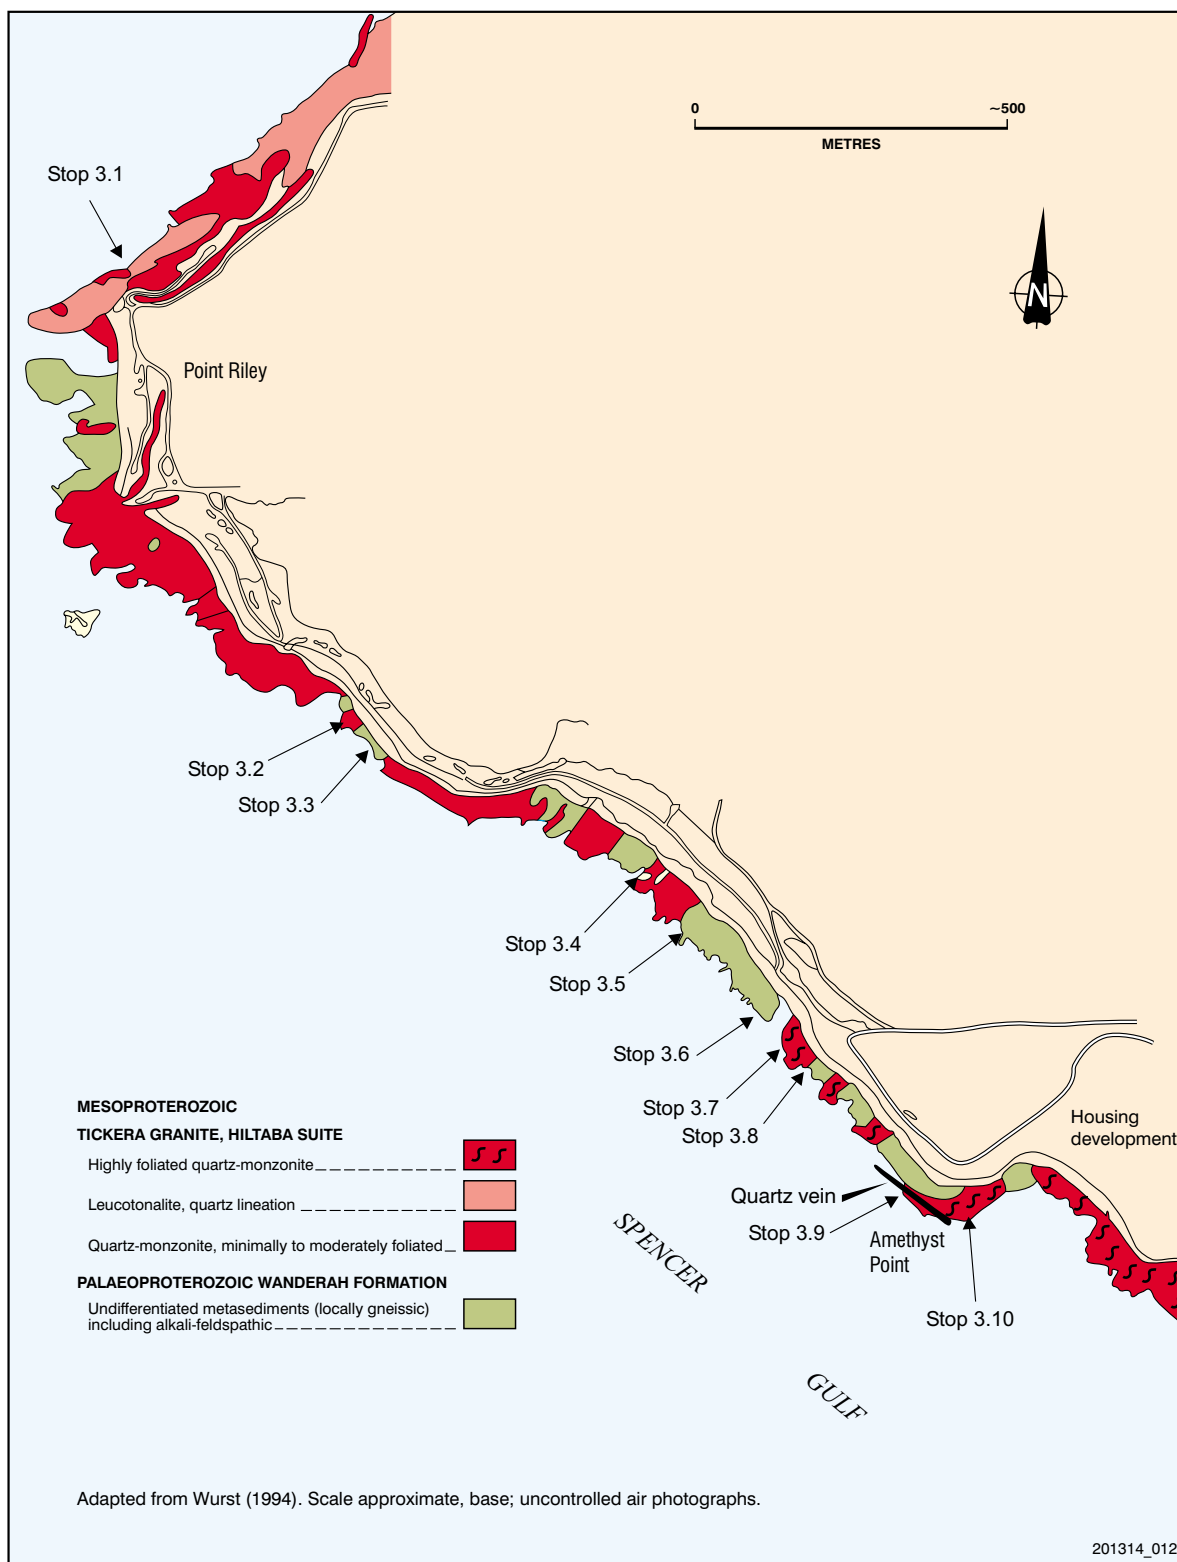 0 ~500
METRES
Stop 3.1
N
Point Riley
Stop 3.2
Stop 3.3
Stop 3.4
Stop 3.5
Stop 3.6
Stop 3.7
Stop 3.8
Housing
development
Quartz vein
Stop 3.9
Amethyst
Point
Stop 3.10
SPENCER
GULF
MESOPROTEROZOIC
TICKERA GRANITE, HILTABA SUITE
Highly foliated quartz-monzonite
Leucotonalite, quartz lineation
Quartz-monzonite, minimally to moderately foliated
PALAEOPROTEROZOIC WANDERAH FORMATION
Undifferentiated metasediments (locally gneissic)
including alkali-feldspathic
Adapted from Wurst (1994). Scale approximate, base; uncontrolled air photographs.
201314_012